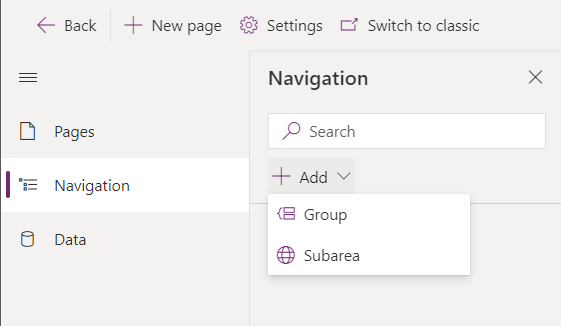 Back New page Settings Switch to classic
Navigation
Search
Pages
Add
Navigation
Group
Data
Subarea